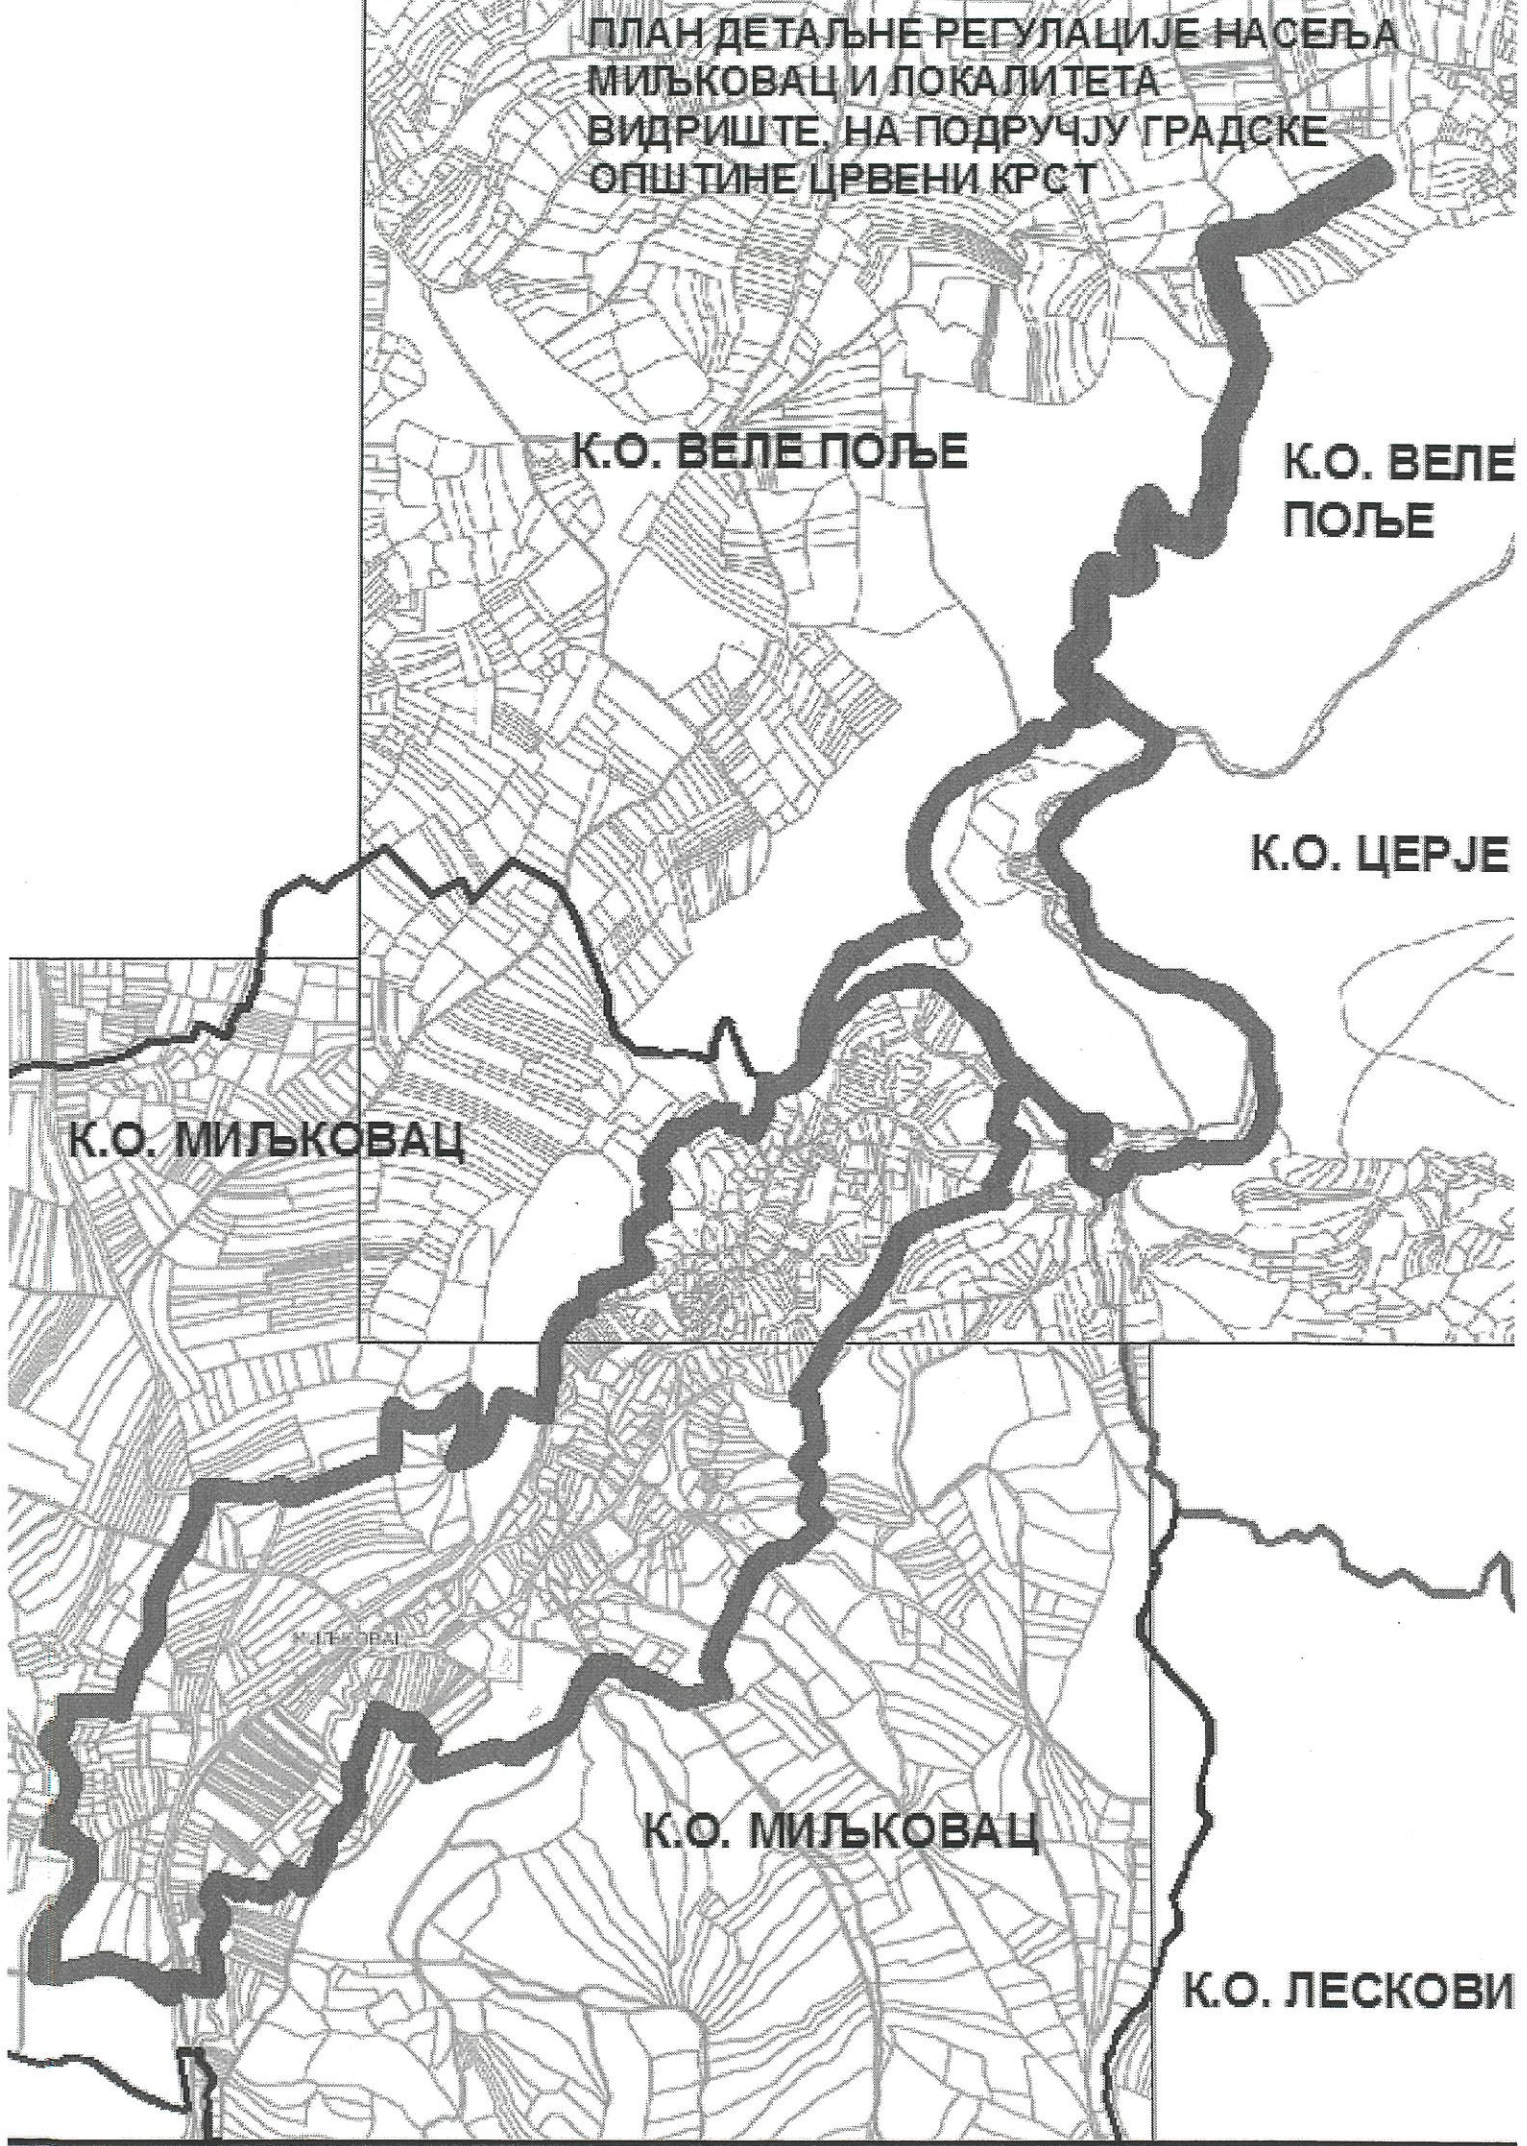 ПЛАН ДЕТАЉНЕ РЕГУЛАЦИЈЕ НАСЕЉА
МИЉКОВАЦ И ЛОКАЛИТЕТА
ВИДРИШТЕ, НА ПОДРУЧЈУ ГРАДСКЕ
ОПШТИНЕ ЦРВЕНИ КРСТ
К.О. ВЕЛЕ ПОЉЕ
К.О. ВЕЛЕ
ПОЉЕ
К.О. ЦЕРЈЕ
К.О. МИЉКОВАЦ
МИЉКОВАЦ
К.О. МИЉКОВАЦ
К.О. ЛЕСКОВИ